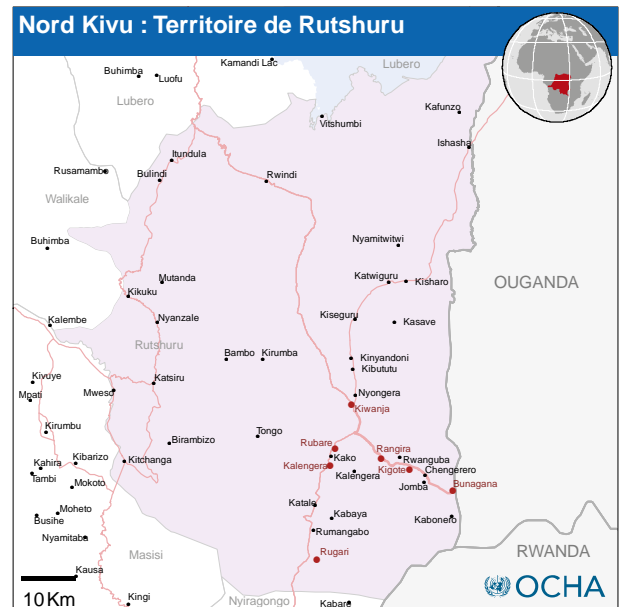 Nord Kivu : Territoire de Rutshuru
Kamandi Lac
Lubero
Buhimba
Luofu
Lubero
Kafunzo
Vitshumbi
Ishasha
Itundula
Rusamambo
Bulindi
Rwindi
Walikale
Nyamitwitwi
Buhimba
Mutanda
Katwiguru
Kisharo
OUGANDA
Kikuku
Kalembe
Nyanzale
Kiseguru
Kasave
Rutshuru
Bambo
Kirumba
Kinyandoni
Kibututu
Kivuye
Katsiru
Mpati
Mweso
Nyongera
Kiwanja
Kirumbu
Birambizo
Tongo
Rubare
Rangira
Kako
Rwanguba
Kibarizo
Kitchanga
Kahira
Kalengera
Kigote
Chengerero
Tambi
Kalengera
Mokoto
Jomba
Bunagana
Katale
Moheto
Busihe
Kabaya
Kabonero
Rumangabo
Nyamitaba
Masisi
Rugari
RWANDA
Kausa
10 Km
Kingi
Nyiragongo
Kabare
OCHA